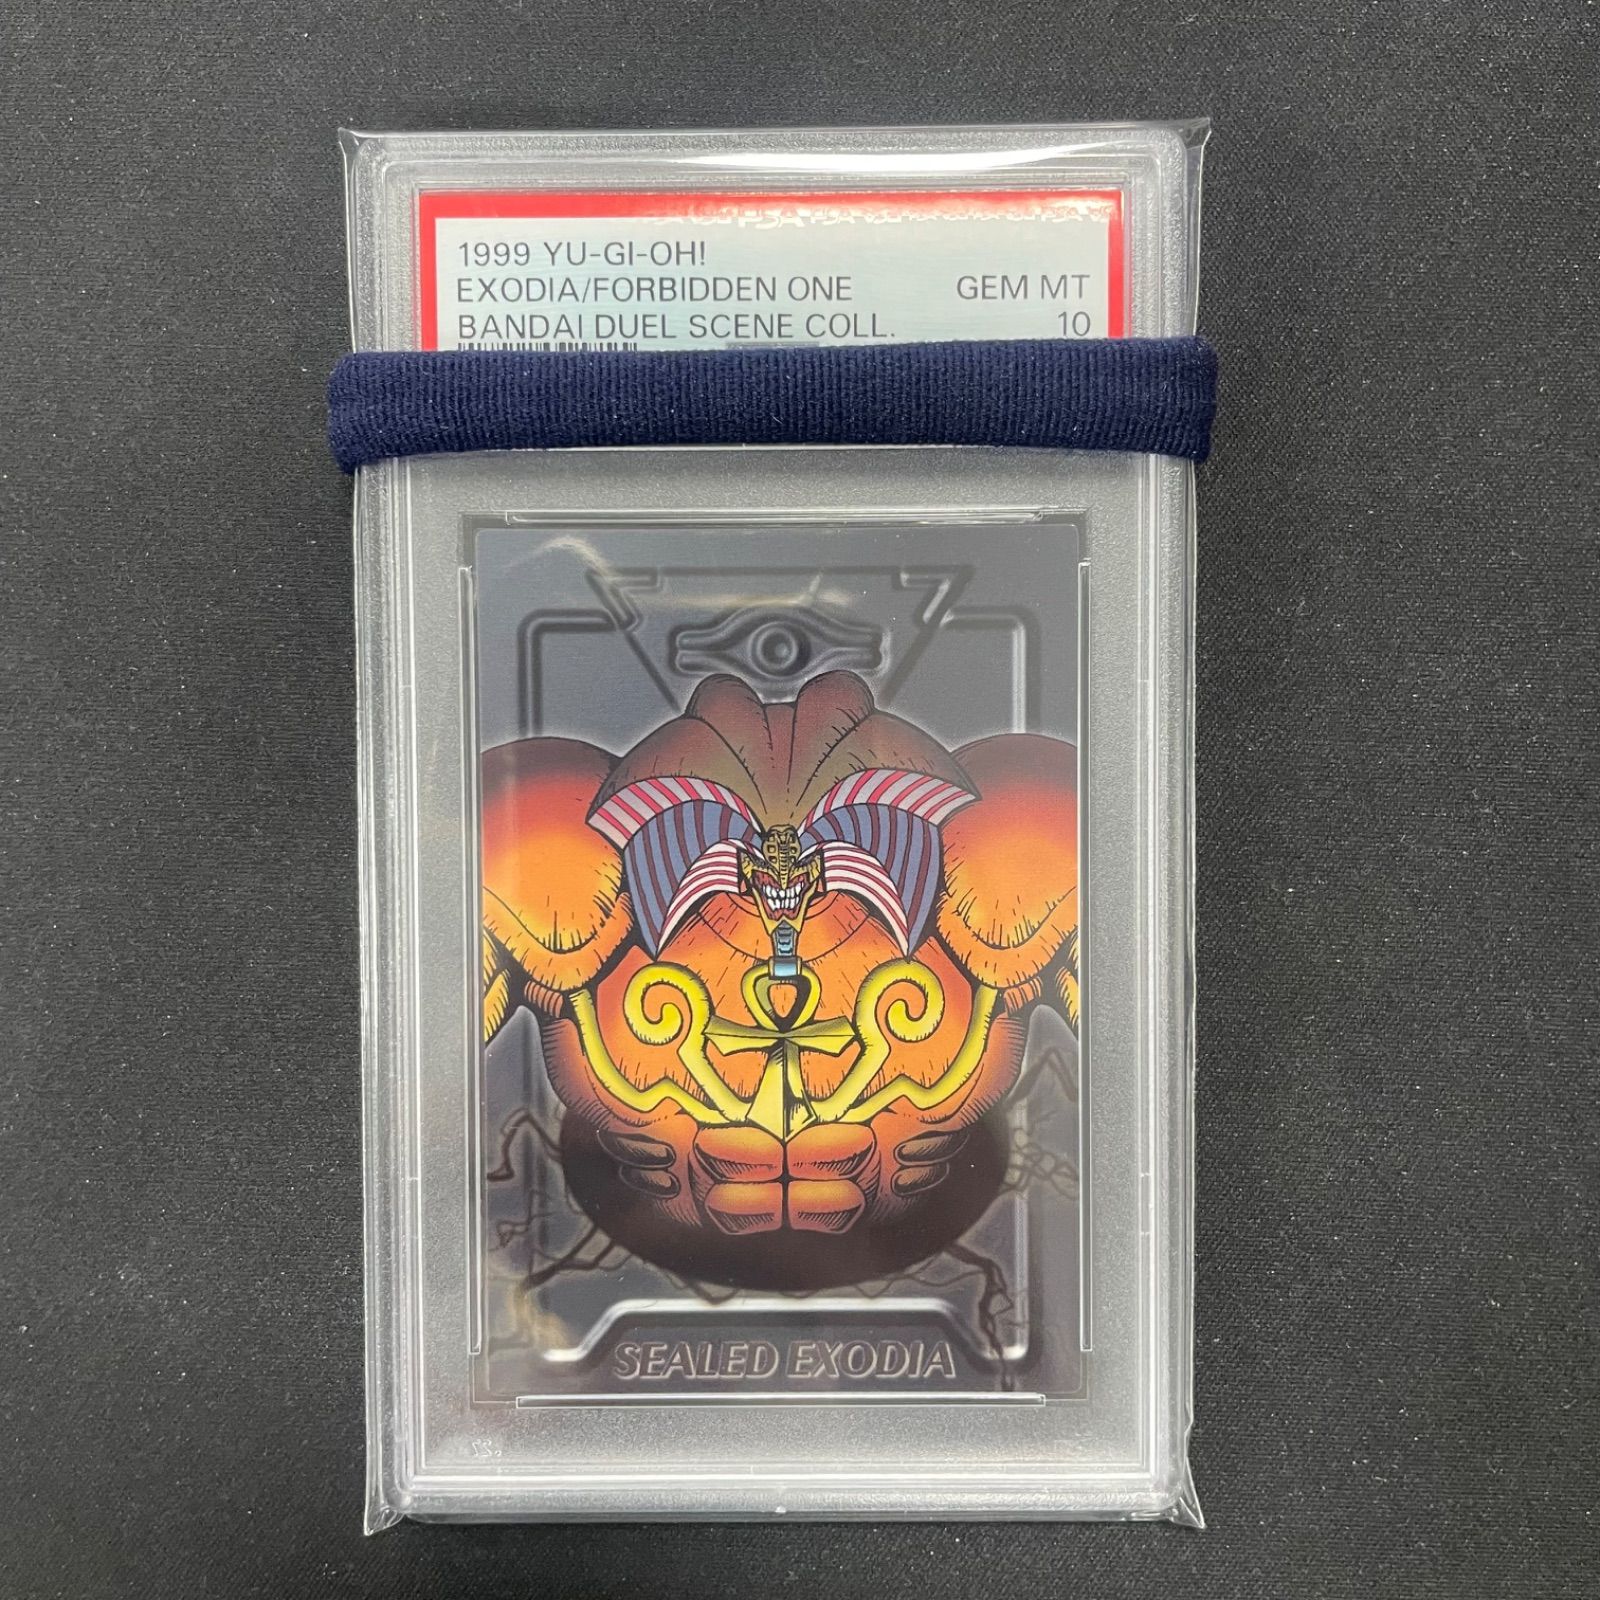 1999 YU-GI-OH!
EXODIA/FORBIDDEN ONE GEM MT
BANDAI DUEL SCENE COLL. 10
SEALED EXODIA